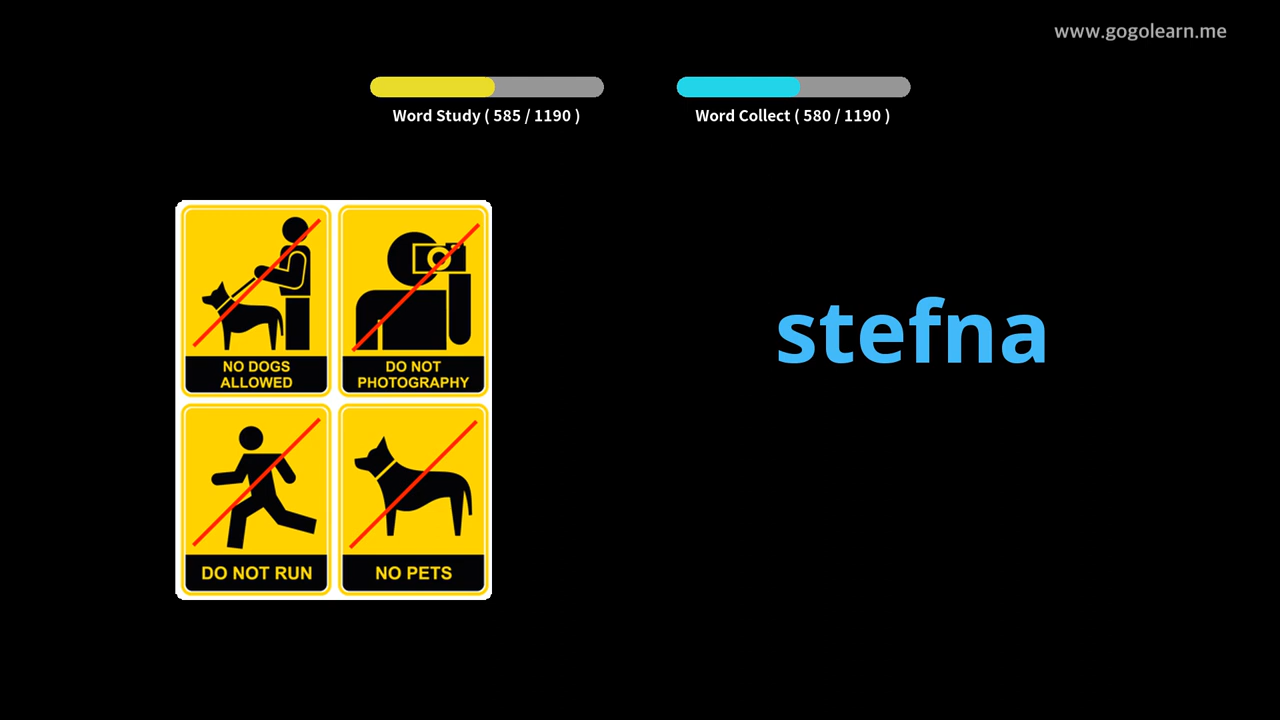 www.gogolearn.me
Word Study ( 585 / 1190 )
Word Collect ( 580 / 1190 )
NO DOGS
ALLOWED
DO NOT
PHOTOGRAPHY
stefna
DO NOT RUN
NO PETS